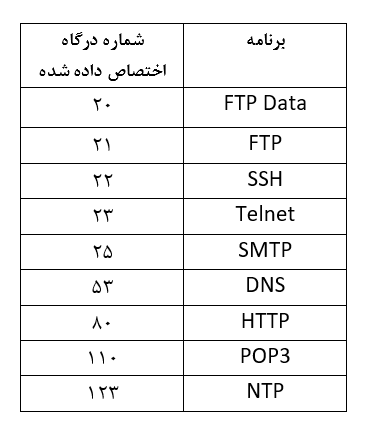 برنامه	شماره درگاه
اختصاص داده شده
FTP Data	۲۰
FTP	۲۱
SSH	۲۲
Telnet	۲۳
SMTP	۲۵
DNS	۵۳
HTTP	۸۰
POP3	۱۱۰
NTP	۱۲۳